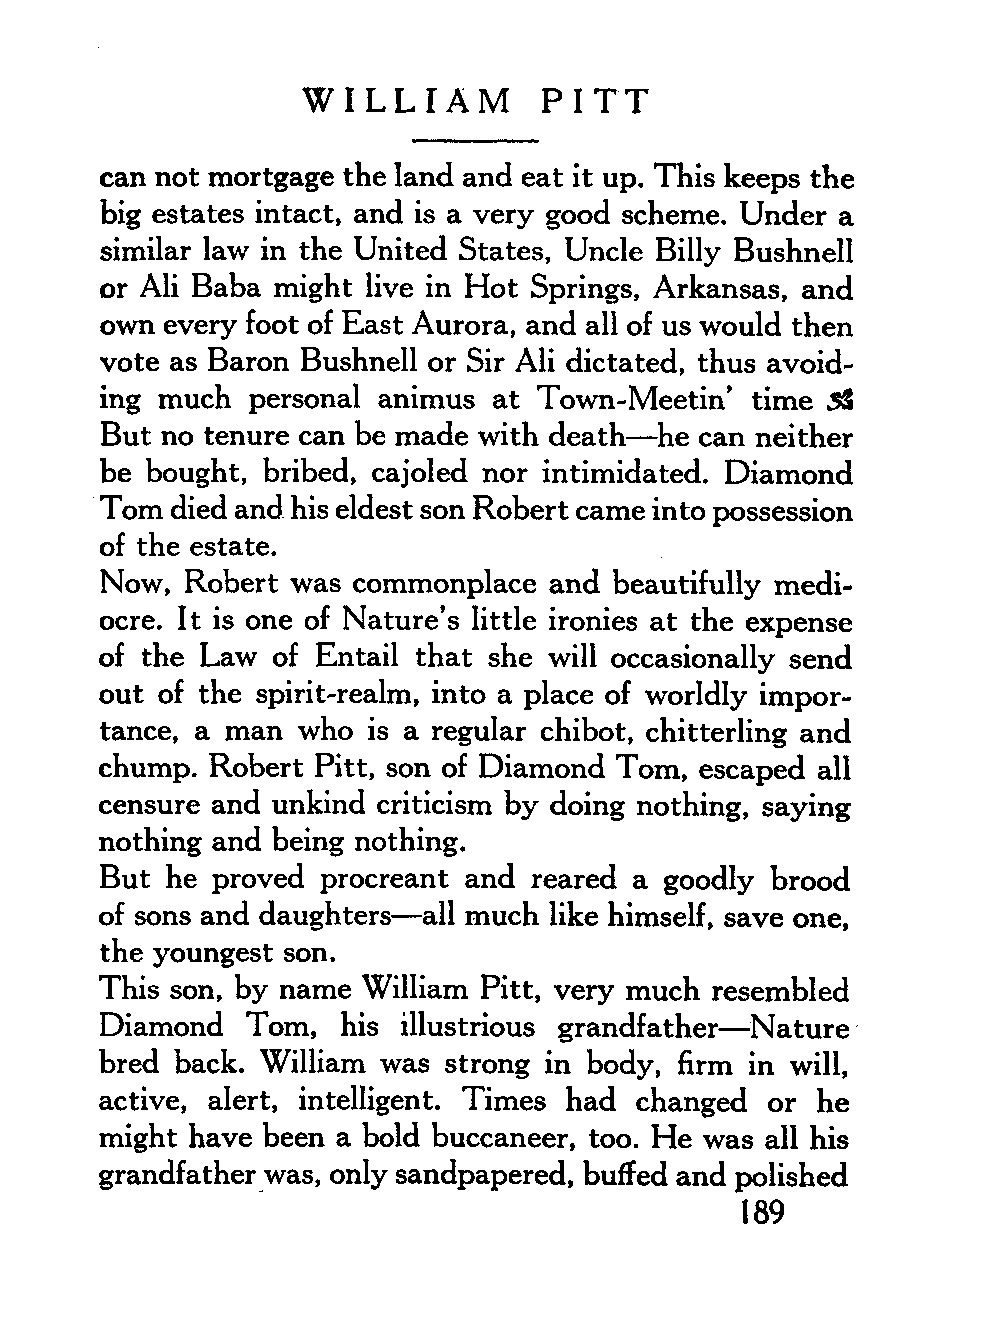 WILLIAM PITT
can not mortgage the land and eat it up. This keeps the
big estates intact, and is a very good scheme. Under a
similar law in the United States, Uncle Billy Bushnell
or Ali Baba might live in Hot Springs, Arkansas, and
own every foot of East Aurora, and all of us would then
vote as Baron Bushnell or Sir Ali dictated, thus avoid-
ing much personal animus at Town-Meetin' time
But no tenure can be made with death—he can neither
be bought, bribed, cajoled nor intimidated. Diamond
Tom died and his eldest son Robert came into possession
of the estate.
Now, Robert was commonplace and beautifully medi-
ocre. It is one of Nature's little ironies at the expense
of the Law of Entail that she will occasionally send
out of the spirit-realm, into a place of worldly impor-
tance, a man who is a regular chibot, chitterling and
chump. Robert Pitt, son of Diamond Tom, escaped all
censure and unkind criticism by doing nothing, saying
nothing and being nothing.
But he proved procreant and reared a goodly brood
of sons and daughters—all much like himself, save one,
the youngest son.
This son, by name William Pitt, very much resembled
Diamond Tom, his illustrious grandfather—Nature
bred back. William was strong in body, firm in will,
active, alert, intelligent. Times had changed or he
might have been a bold buccaneer, too. He was all his
grandfather was, only sandpapered, buffed and polished
189